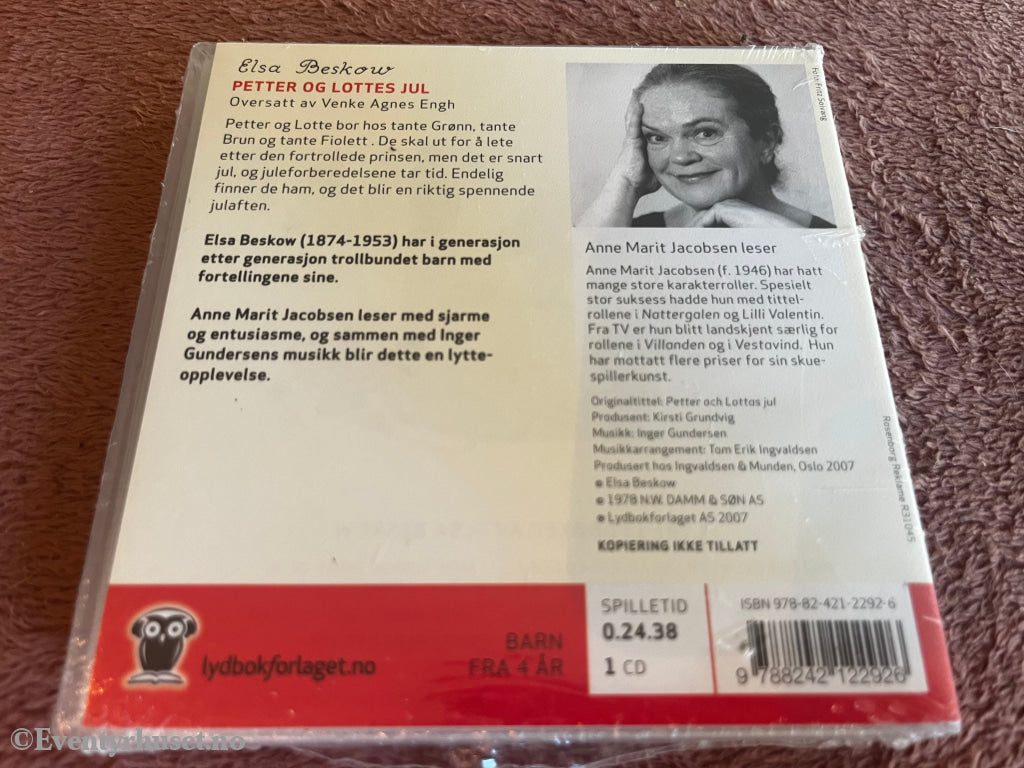 Elsa Beskow
PETTER OG LOTTES JUL
Oversatt av Venke Agnes Engh
Petter og Lotte bor hos tante Grønn, tante
Brun og tante Fiolett . De skal ut for å lete
etter den fortrollede prinsen, men det er snart
jul, og juleforberedelsene tar tid. Endelig
finner de ham, og det blir en riktig spennende
julaften.
Elsa Beskow (1874-1953) har i generasjon
etter generasjon trollbundet barn med
fortellingene sine.
Anne Marit Jacobsen leser med sjarme
og entusiasme, og sammen med Inger
Gundersens musikk blir dette en lytte-
opplevelse.
Foto: Fritz Solvang
Anne Marit Jacobsen leser
Anne Marit Jacobsen (f. 1946) har hatt
mange store karakterroller. Spesielt
stor suksess hadde hun med tittel-
rollene i Nattergalen og Lilli Valentin.
Fra TV er hun blitt landskjent særlig for
rollene i Villanden og i Vestavind. Hun
har mottatt flere priser for sin skue-
spillerkunst.
Originaltittel: Petter och Lottas jul
Produsent: Kirsti Grundvig
Musikk: Inger Gundersen
Musikkarrangement: Tom Erik Ingvaldsen
Produsert hos Ingvaldsen & Munden, Oslo 2007
Elsa Beskow
1978 N.W. DAMM & SØN AS
Lydbokforlaget AS 2007
KOPIERING IKKE TILLATT
Rosenborg Reklame R31045
lydbokforlaget.no
BARN
FRA 4 ÅR
SPILLETID
0.24.38
1 CD
ISBN 978-82-421-2292-6
9 788242 122926
©Eventyrhuset.no